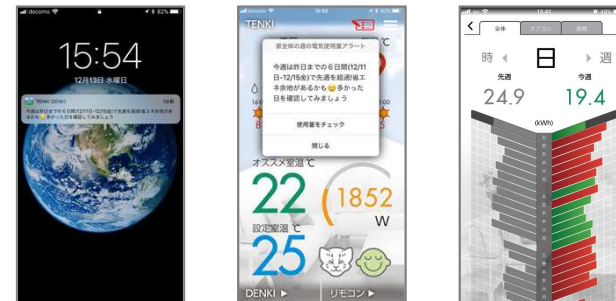 docomo
82%
15:54
12月13日 水曜日
TENKI DENKI
今週は昨日までの6日間(12/11日-12/15金)で先週を超過!省エネ余地があ
るかも😀多かった日を確認してみましょう
docomo
15:55
82%
TENKI
℃
家全体の週の電気使用量アラート
今週は昨日までの6日間(12/11
日-12/15金)で先週を超過!省エ
ネ余地があるかも😀多かった
日を確認してみましょう
使用量をチェック
閉じる
オススメ室温 ℃
22
1852
W
設定室温 ℃
25
DENKI ▶
リモコン ▶
全体
エアコン
時
日
週
先週
今週
24.9
19.4
(kWh)